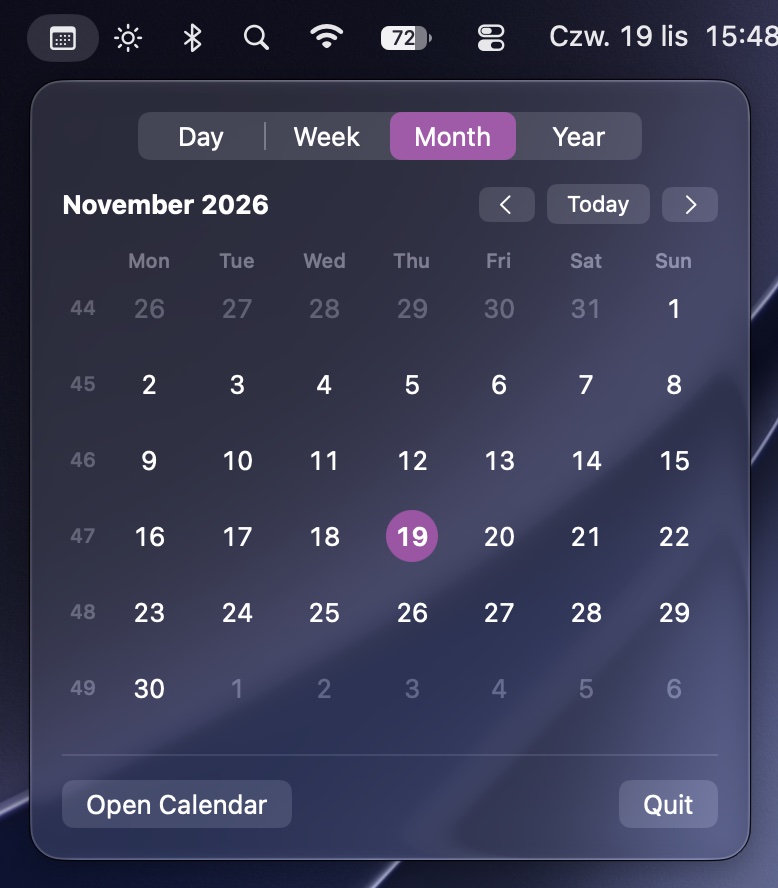 72 Czw. 19 lis 15:48
Day Week Month Year
November 2026 Today
Mon Tue Wed Thu Fri Sat Sun
44 26 27 28 29 30 31 1
45 2 3 4 5 6 7 8
46 9 10 11 12 13 14 15
47 16 17 18 19 20 21 22
48 23 24 25 26 27 28 29
49 30 1 2 3 4 5 6
Open Calendar Quit